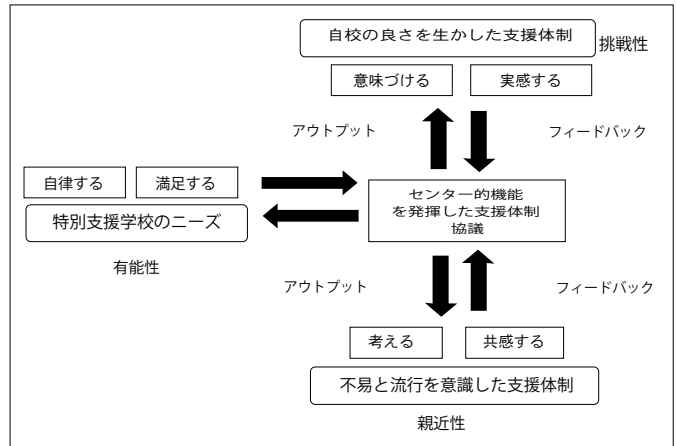 自校の良さを生かした支援体制
挑戦性
意味づける
実感する
アウトプット
フィードバック
自律する
満足する
特別支援学校のニーズ
有能性
センター的機能
を発揮した支援体制
協議
アウトプット
フィードバック
考える
共感する
不易と流行を意識した支援体制
親近性